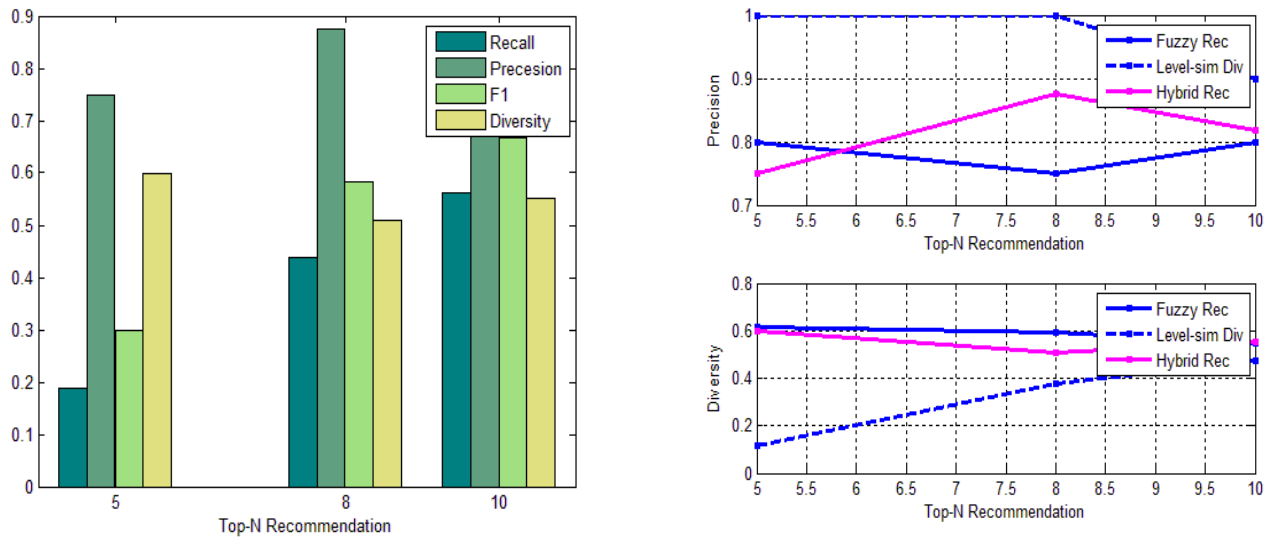 0.9
0.8
0.7
0.6
0.5
0.4
0.3
0.2
0.1
0
Recall
Precesion
F1
Diversity
5 8 10
Top-N Recommendation
Precision
1
0.9
0.8
0.7
Fuzzy Rec
Level-sim Div
Hybrid Rec
5 5.5 6 6.5 7 7.5 8 8.5 9 9.5 10
Top-N Recommendation
Diversity
0.8
0.6
0.4
0.2
0
Fuzzy Rec
Level-sim Div
Hybrid Rec
5 5.5 6 6.5 7 7.5 8 8.5 9 9.5 10
Top-N Recommendation